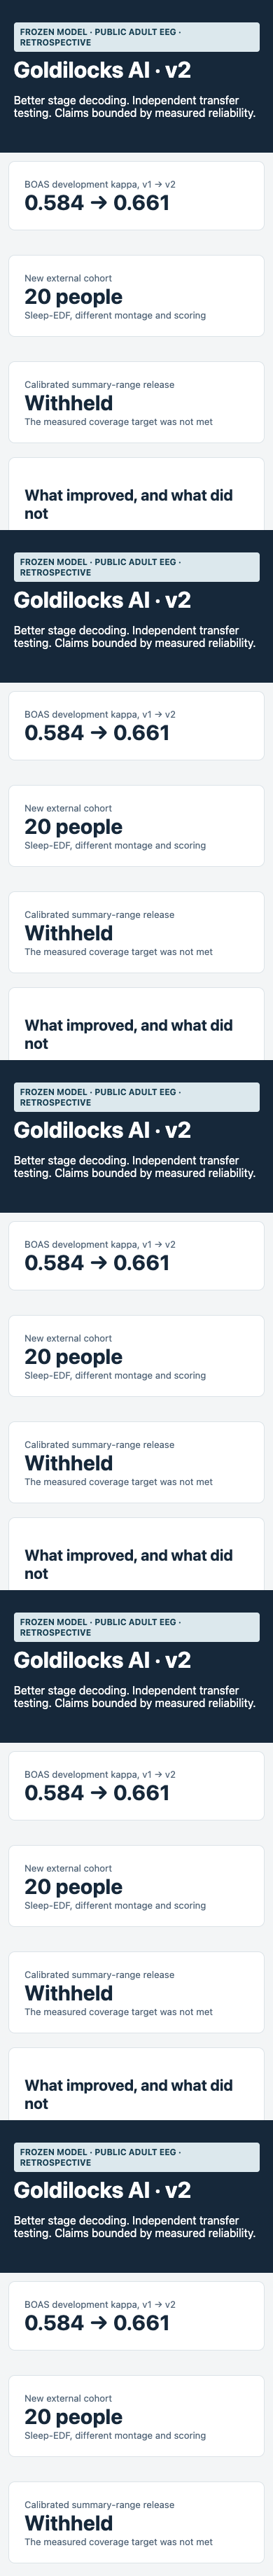 FROZEN MODEL · PUBLIC ADULT EEG ·
RETROSPECTIVE
Goldilocks AI · v2
Better stage decoding. Independent transfer
testing. Claims bounded by measured reliability.
BOAS development kappa, v1 → v2
0.584 → 0.661
New external cohort
20 people
Sleep-EDF, different montage and scoring
Calibrated summary-range release
Withheld
The measured coverage target was not met
What improved, and what did
not
FROZEN MODEL · PUBLIC ADULT EEG ·
RETROSPECTIVE
Goldilocks AI · v2
Better stage decoding. Independent transfer
testing. Claims bounded by measured reliability.
BOAS development kappa, v1 → v2
0.584 → 0.661
New external cohort
20 people
Sleep-EDF, different montage and scoring
Calibrated summary-range release
Withheld
The measured coverage target was not met
What improved, and what did
not
FROZEN MODEL · PUBLIC ADULT EEG ·
RETROSPECTIVE
Goldilocks AI · v2
Better stage decoding. Independent transfer
testing. Claims bounded by measured reliability.
BOAS development kappa, v1 → v2
0.584 → 0.661
New external cohort
20 people
Sleep-EDF, different montage and scoring
Calibrated summary-range release
Withheld
The measured coverage target was not met
What improved, and what did
not
FROZEN MODEL · PUBLIC ADULT EEG ·
RETROSPECTIVE
Goldilocks AI · v2
Better stage decoding. Independent transfer
testing. Claims bounded by measured reliability.
BOAS development kappa, v1 → v2
0.584 → 0.661
New external cohort
20 people
Sleep-EDF, different montage and scoring
Calibrated summary-range release
Withheld
The measured coverage target was not met
What improved, and what did
not
FROZEN MODEL · PUBLIC ADULT EEG ·
RETROSPECTIVE
Goldilocks AI · v2
Better stage decoding. Independent transfer
testing. Claims bounded by measured reliability.
BOAS development kappa, v1 → v2
0.584 → 0.661
New external cohort
20 people
Sleep-EDF, different montage and scoring
Calibrated summary-range release
Withheld
The measured coverage target was not met